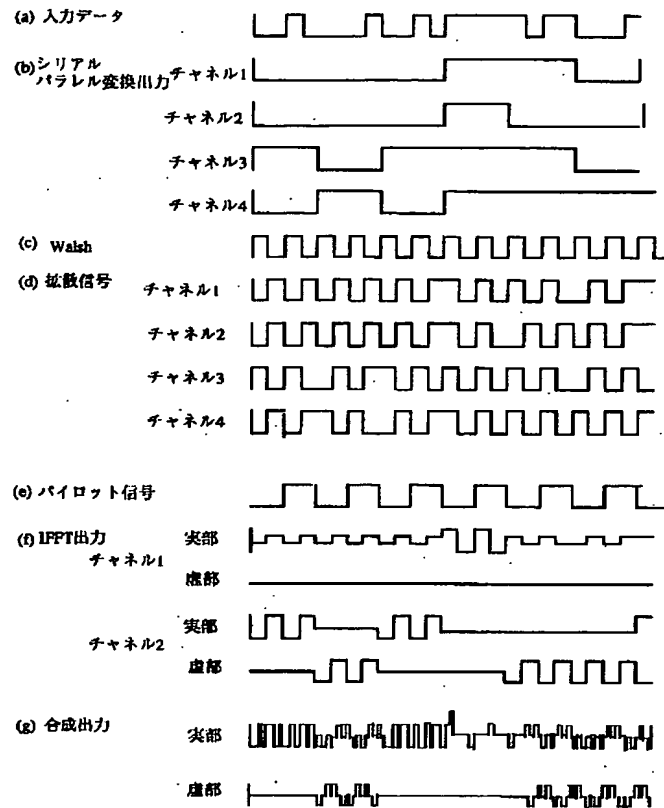 (a) 入力データ
(b)シリアル
パラレル変換出力 チャネル1
チャネル2
チャネル3
チャネル4
(c) Walsh
(d) 拡散信号 チャネル1
チャネル2
チャネル3
チャネル4
(e) パイロット信号
(f) IFPT出力 実部
チャネル1
虚部
実部
チャネル2
虚部
(g) 合成出力 実部
虚部